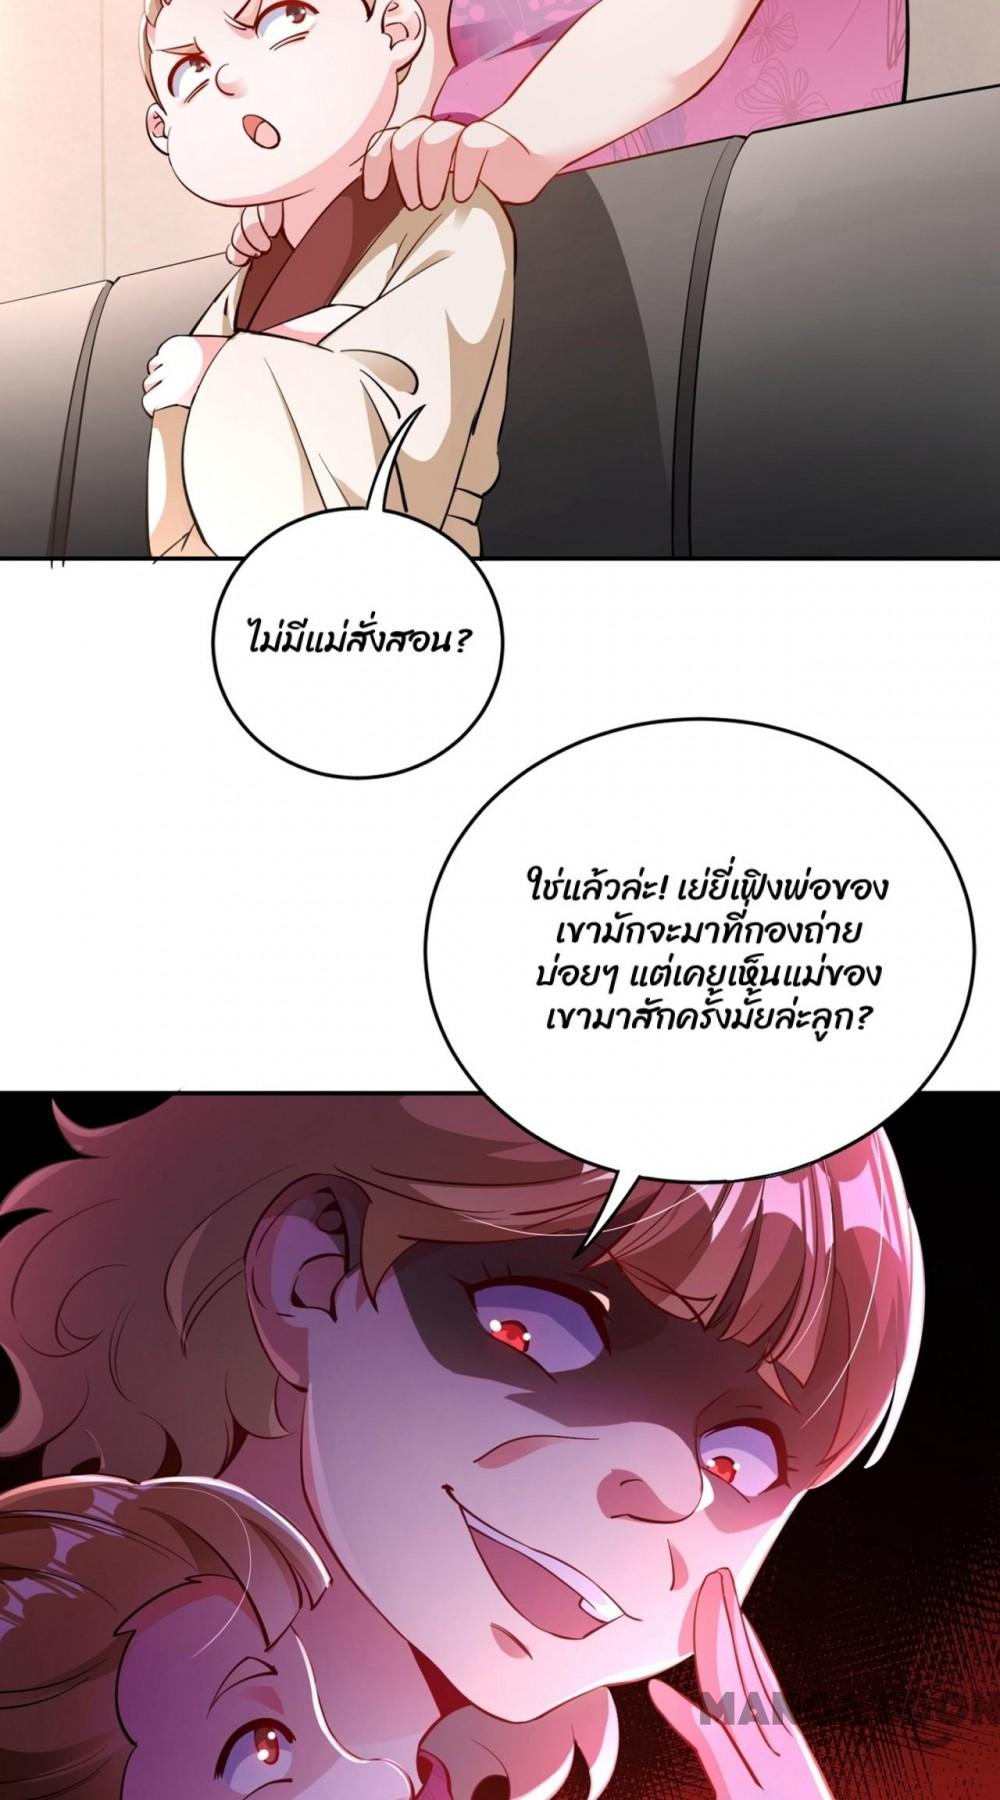 ไม่มีแม่สั่งสอน?
ใช่แล้วล่ะ! เย่ยี่เฟิงพ่อของ
เขามักจะมาที่กองถ่าย
บ่อยๆ แต่เคยเห็นแม่ของ
เขามาสักครั้งมั้ยล่ะลูก?
MANGATOON